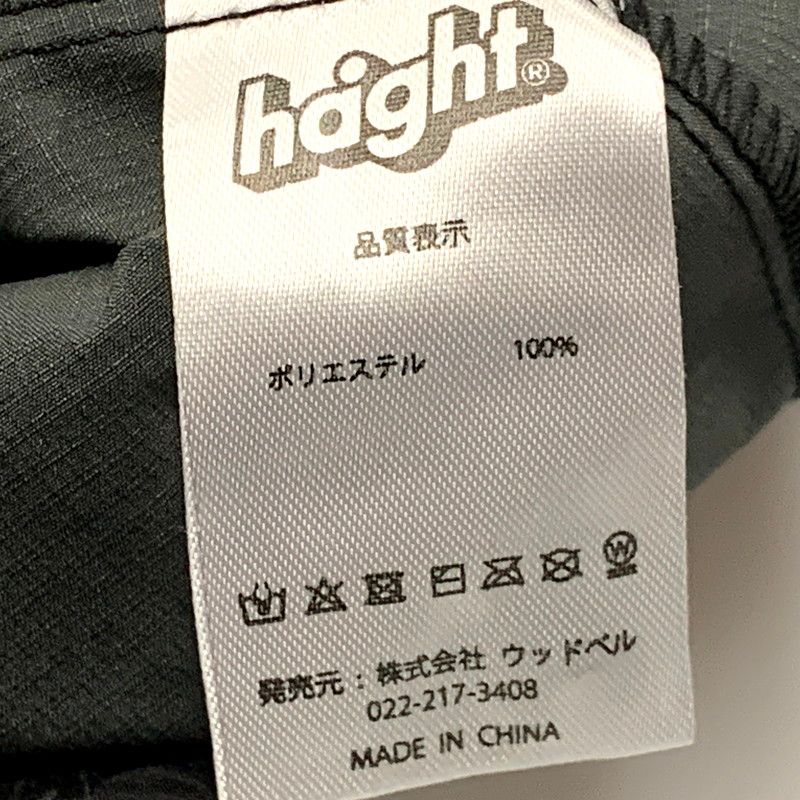 haight®
品質表示
ポリエステル 100%
W
発売元：株式会社 ウッドベル
022-217-3408
MADE IN CHINA